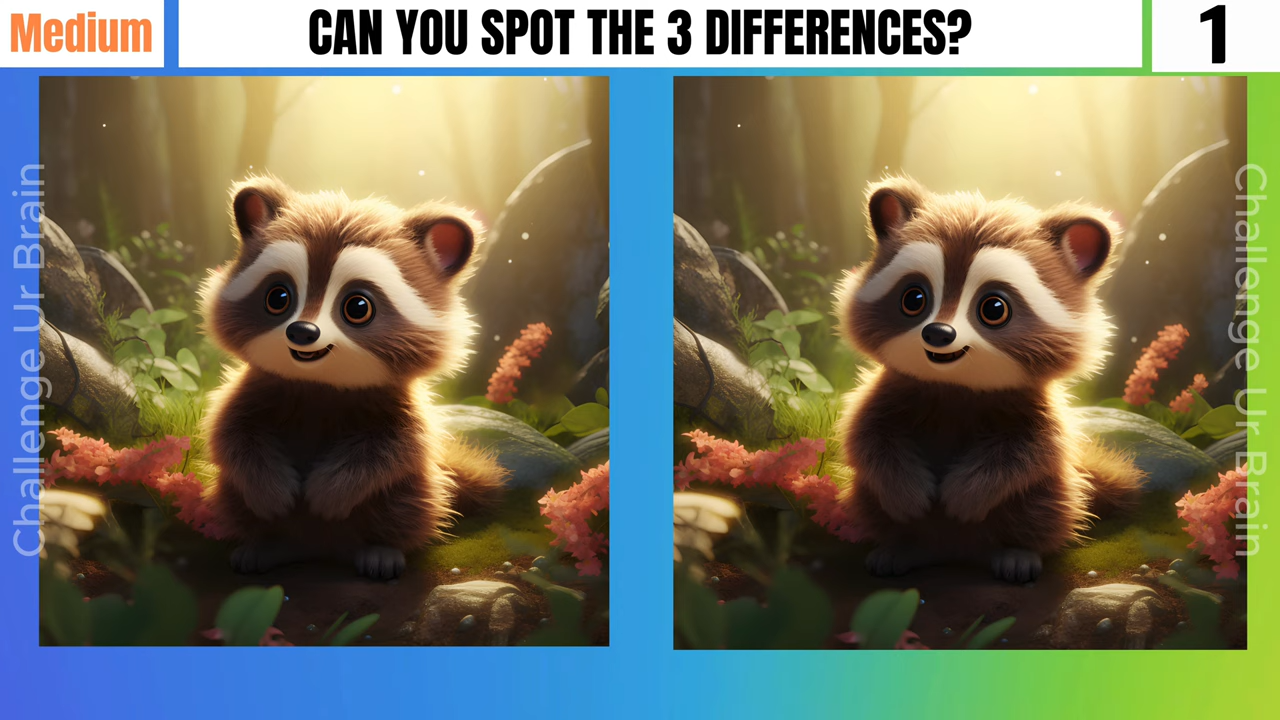 Medium
CAN YOU SPOT THE 3 DIFFERENCES?
1
Challenge Ur Brain
Challenge Ur Brain